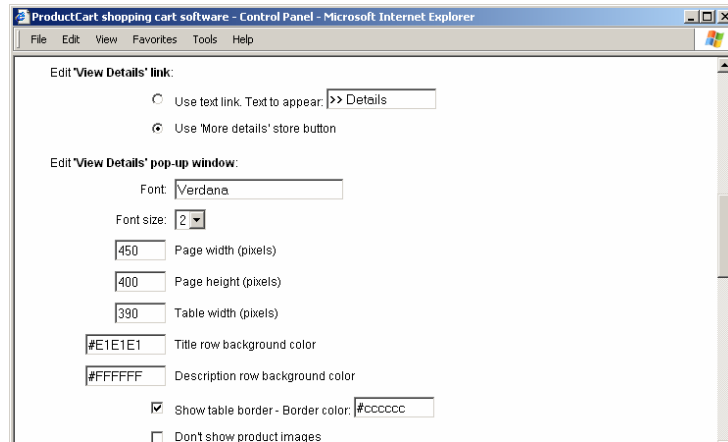 ProductCart shopping cart software - Control Panel - Microsoft Internet Explorer
File Edit View Favorites Tools Help
Edit 'View Details' link:
Use text link. Text to appear: >> Details
Use 'More details' store button
Edit 'View Details' pop-up window:
Font: Verdana
Font size: 2
450 Page width (pixels)
400 Page height (pixels)
390 Table width (pixels)
#E1E1E1 Title row background color
#FFFFFF Description row background color
Show table border - Border color: #cccccc
Don't show product images